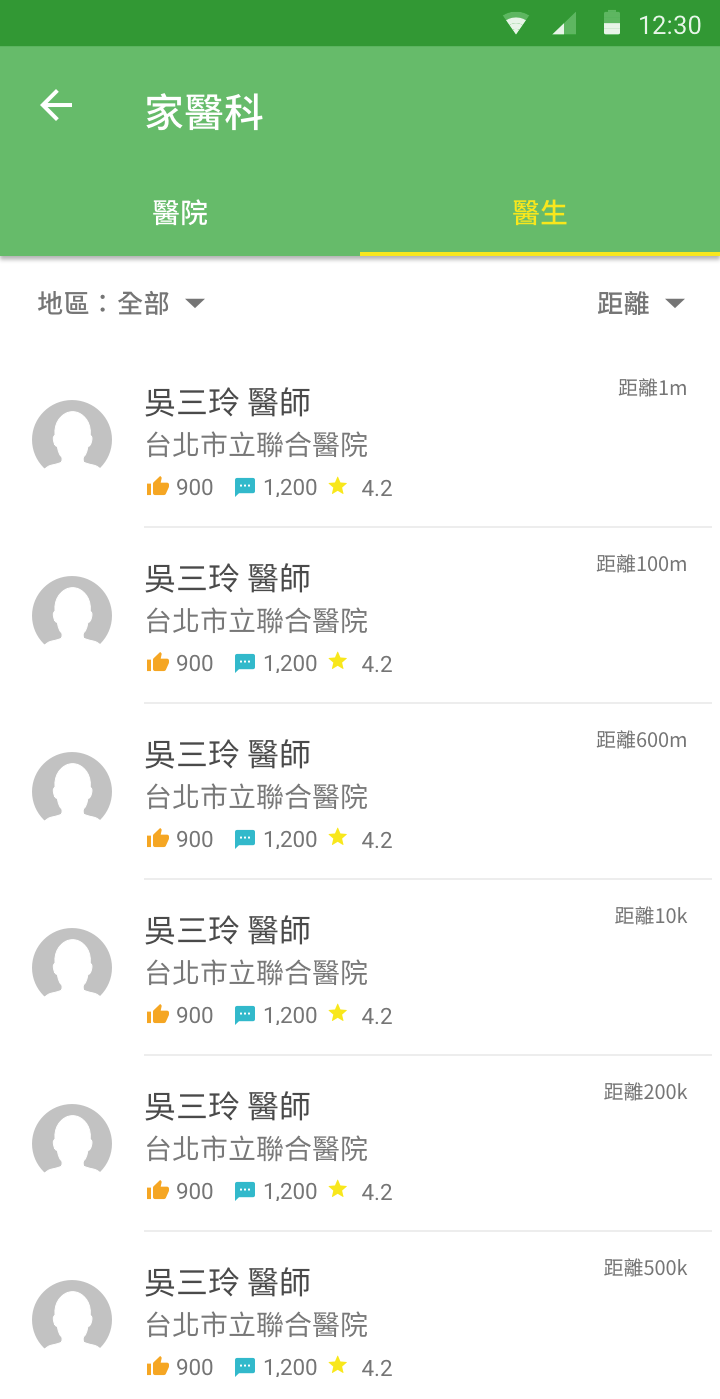 12:30
家醫科
醫院 醫生
地區：全部 距離
吳三玲 醫師 距離1m
台北市立聯合醫院
900 1,200 4.2
吳三玲 醫師 距離100m
台北市立聯合醫院
900 1,200 4.2
吳三玲 醫師 距離600m
台北市立聯合醫院
900 1,200 4.2
吳三玲 醫師 距離10k
台北市立聯合醫院
900 1,200 4.2
吳三玲 醫師 距離200k
台北市立聯合醫院
900 1,200 4.2
吳三玲 醫師 距離500k
台北市立聯合醫院
900 1,200 4.2